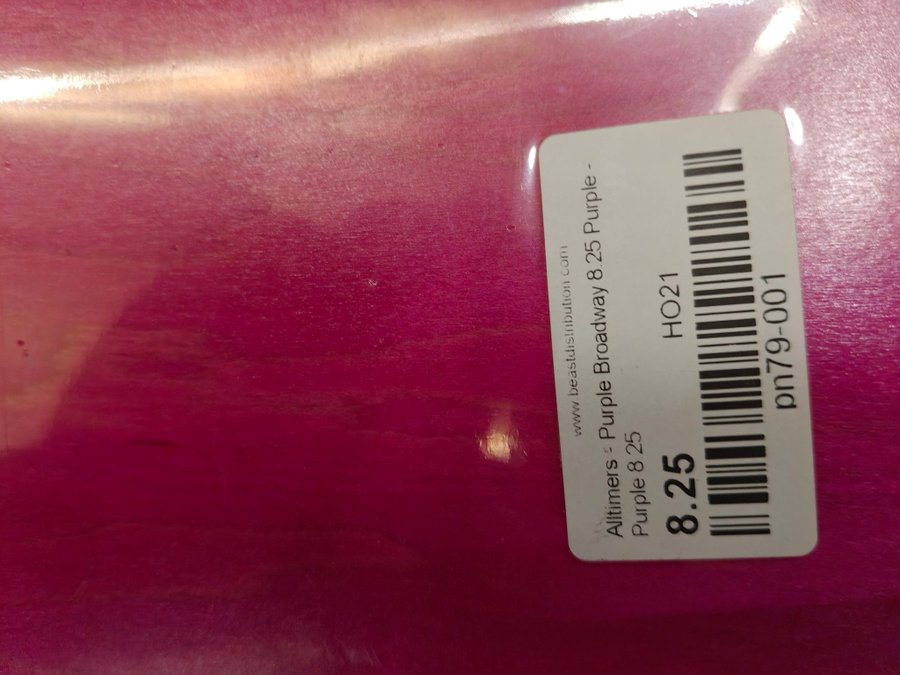 www.beastdistribution.com
Alltimers - Purple Broadway 8.25 Purple -
Purple 8.25
8.25 HO21
pn79-001